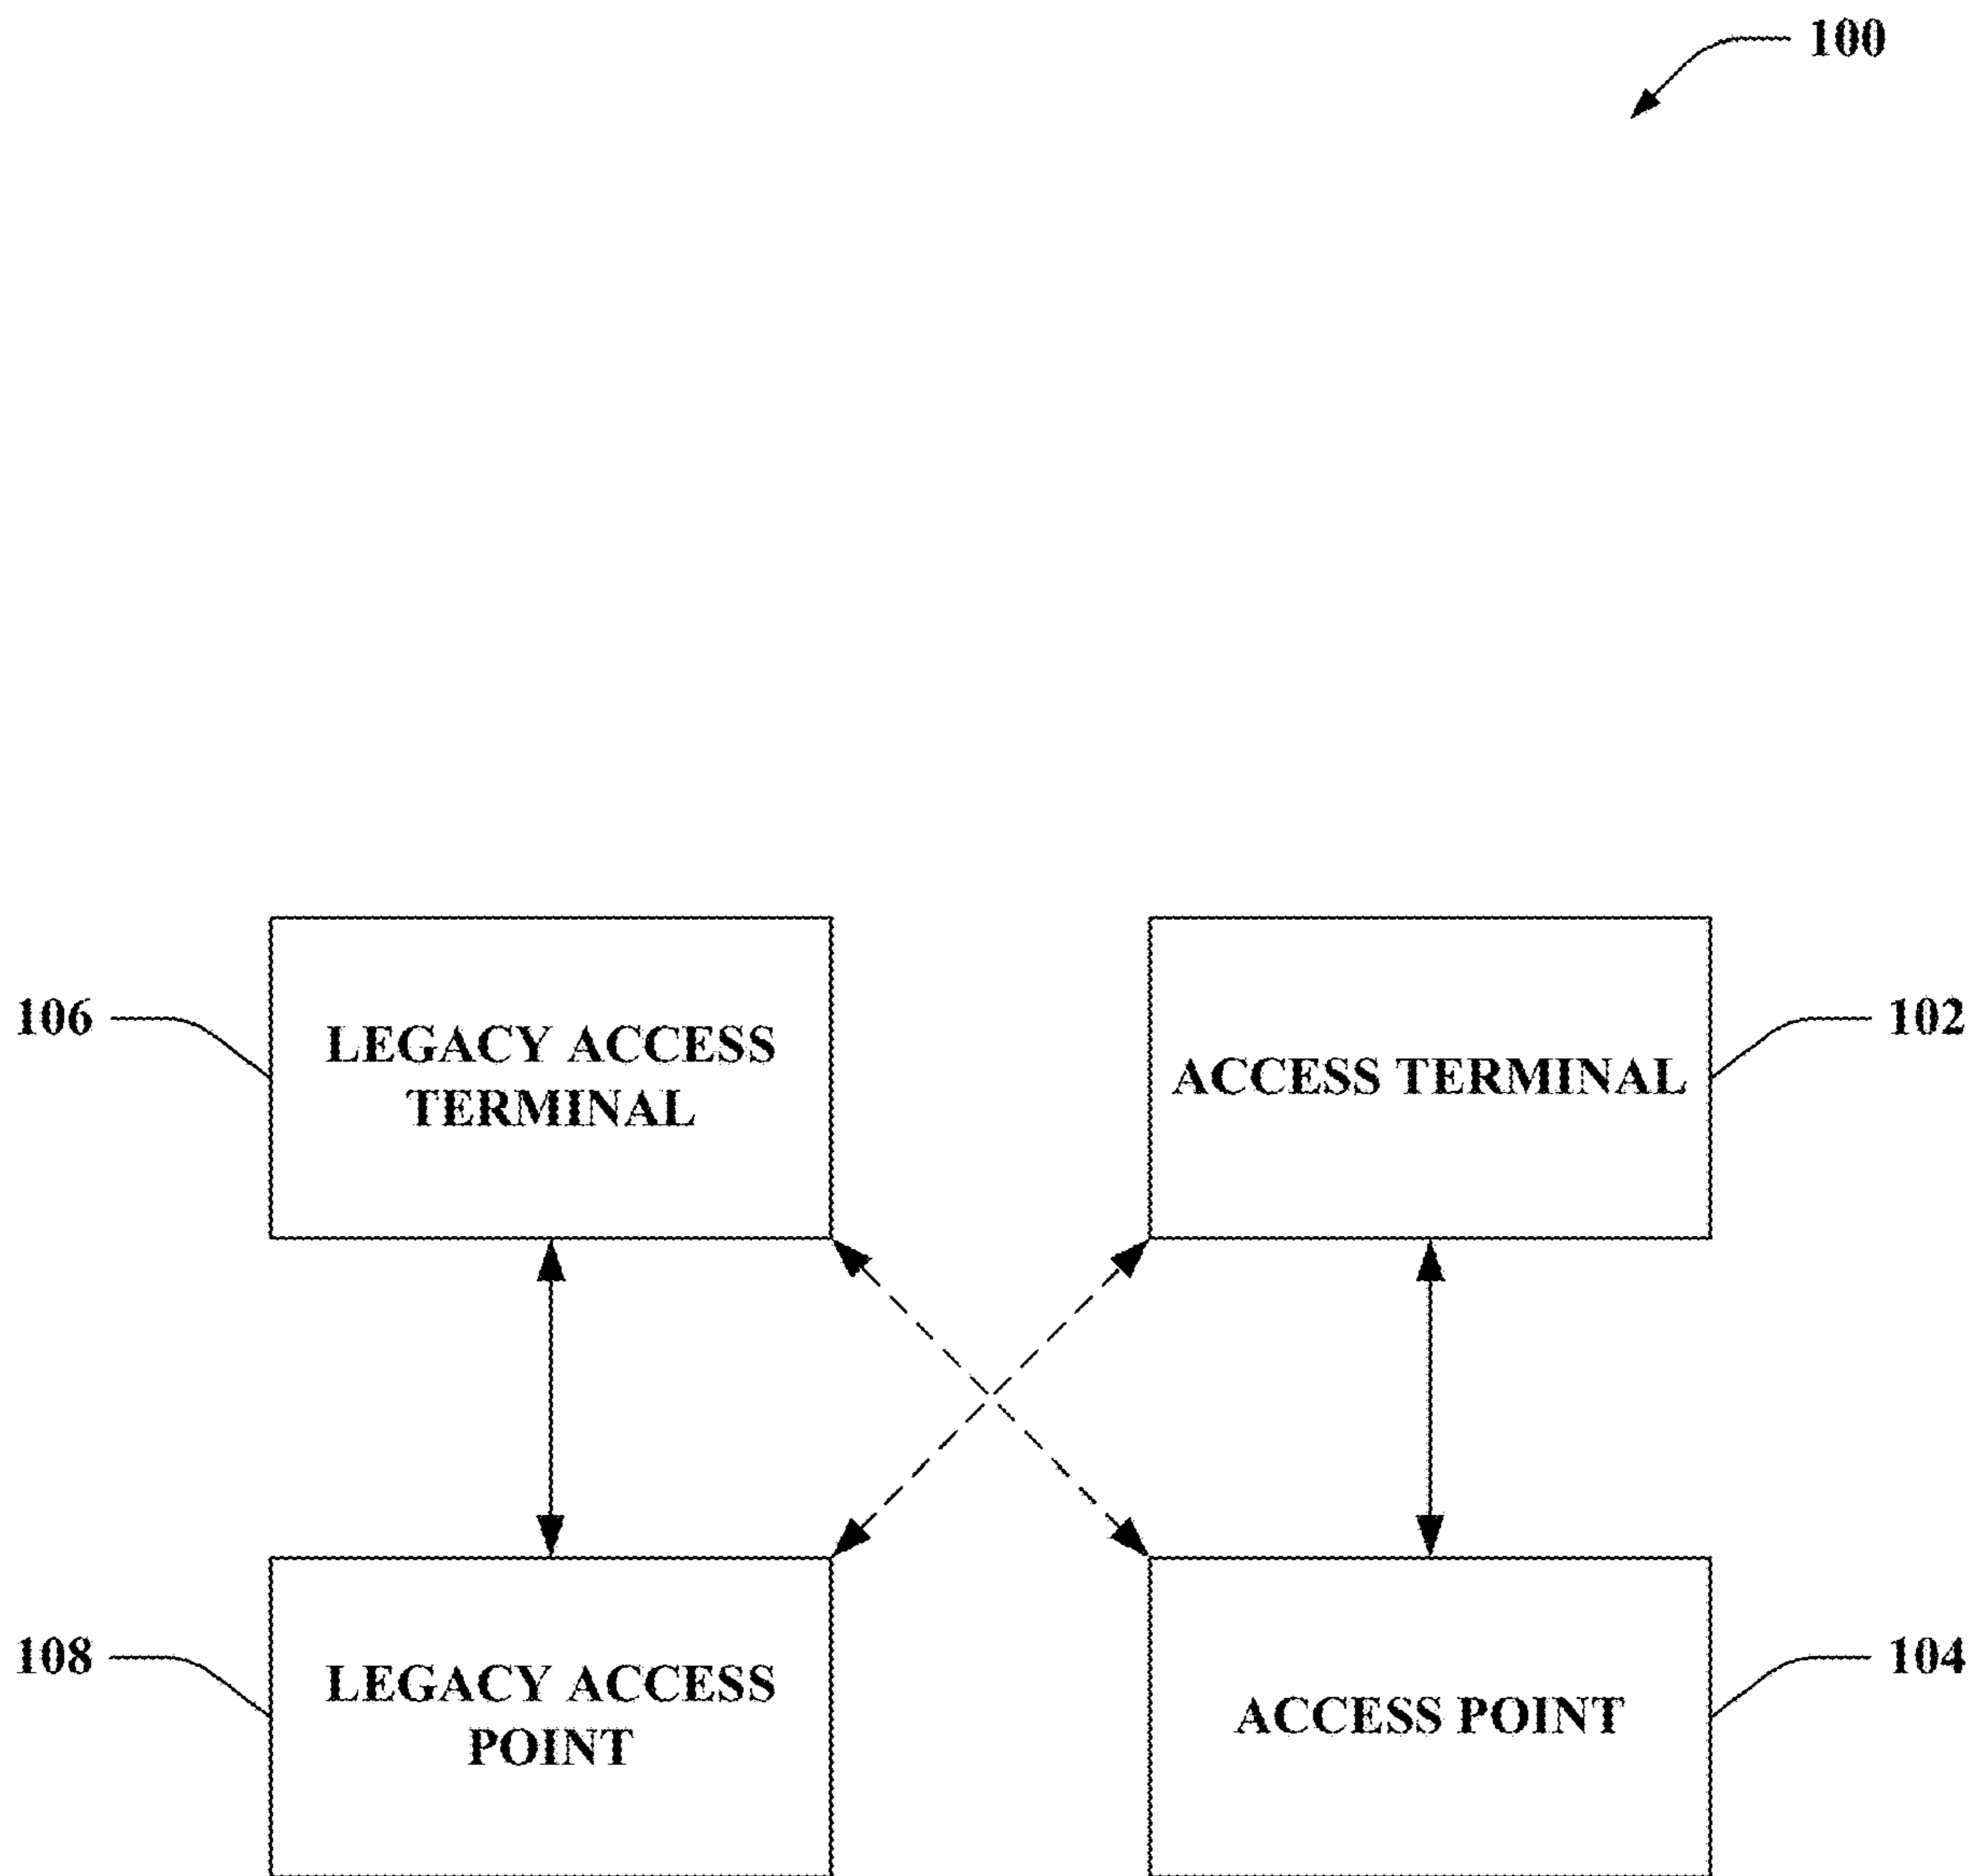 100
106
LEGACY ACCESS
TERMINAL
ACCESS TERMINAL
102
108
LEGACY ACCESS
POINT
ACCESS POINT
104